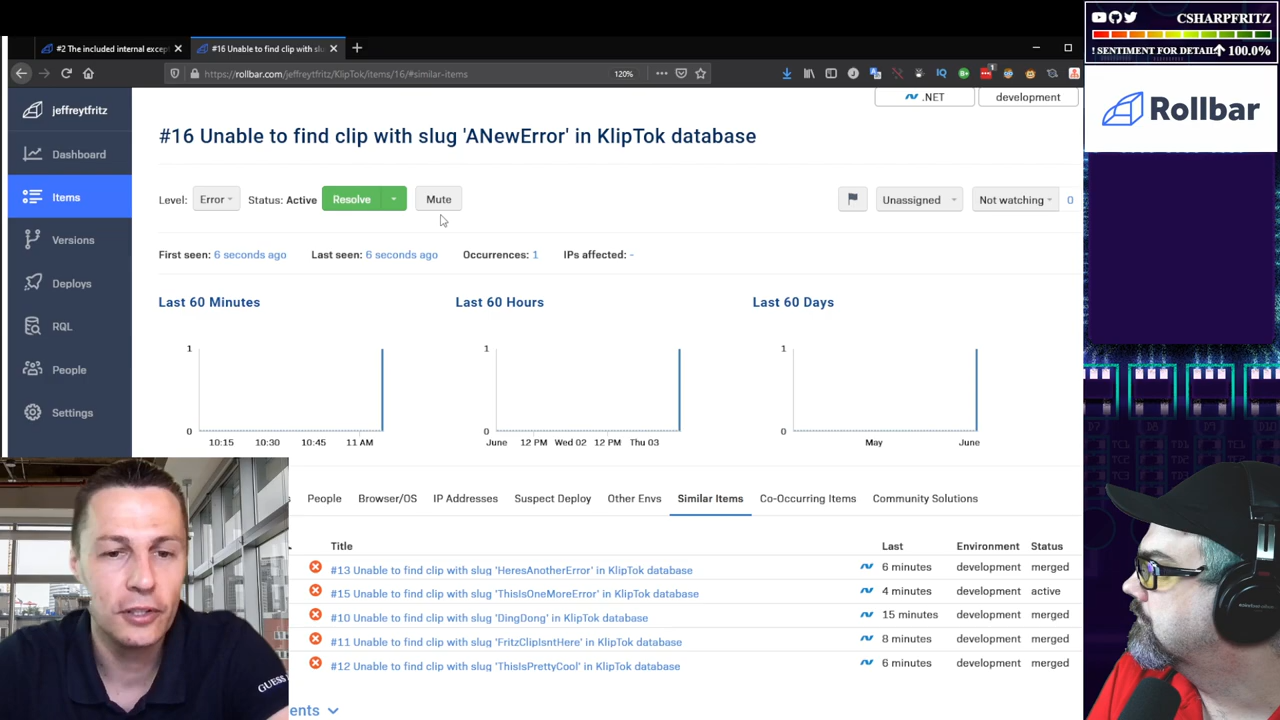 #2 The included internal excep
#16 Unable to find clip with slu
https://rollbar.com/jeffreytfritz/KlipTok/items/16/#similar-items
120%
CSHARPFRITZ
! SENTIMENT FOR DETAIL
100.0%
Rollbar
jeffreytfritz
Dashboard
Items
Versions
Deploys
RQL
People
Settings
.NET
development
#16 Unable to find clip with slug 'ANewError' in KlipTok database
Level: Error Status: Active Resolve Mute
Unassigned
Not watching
0
First seen: 6 seconds ago Last seen: 6 seconds ago Occurrences: 1 IPs affected: -
Last 60 Minutes
Last 60 Hours
Last 60 Days
1
0
10:15 10:30 10:45 11 AM
1
0
June 12 PM Wed 02 12 PM Thu 03
1
0
May June
People Browser/OS IP Addresses Suspect Deploy Other Envs Similar Items Co-Occurring Items Community Solutions
Title Last Environment Status
#13 Unable to find clip with slug 'HeresAnotherError' in KlipTok database 6 minutes development merged
#15 Unable to find clip with slug 'ThisIsOneMoreError' in KlipTok database 4 minutes development active
#10 Unable to find clip with slug 'DingDong' in KlipTok database 15 minutes development merged
#11 Unable to find clip with slug 'FritzClipIsntHere' in KlipTok database 8 minutes development merged
#12 Unable to find clip with slug 'ThisIsPrettyCool' in KlipTok database 6 minutes development merged
ents
GUESS